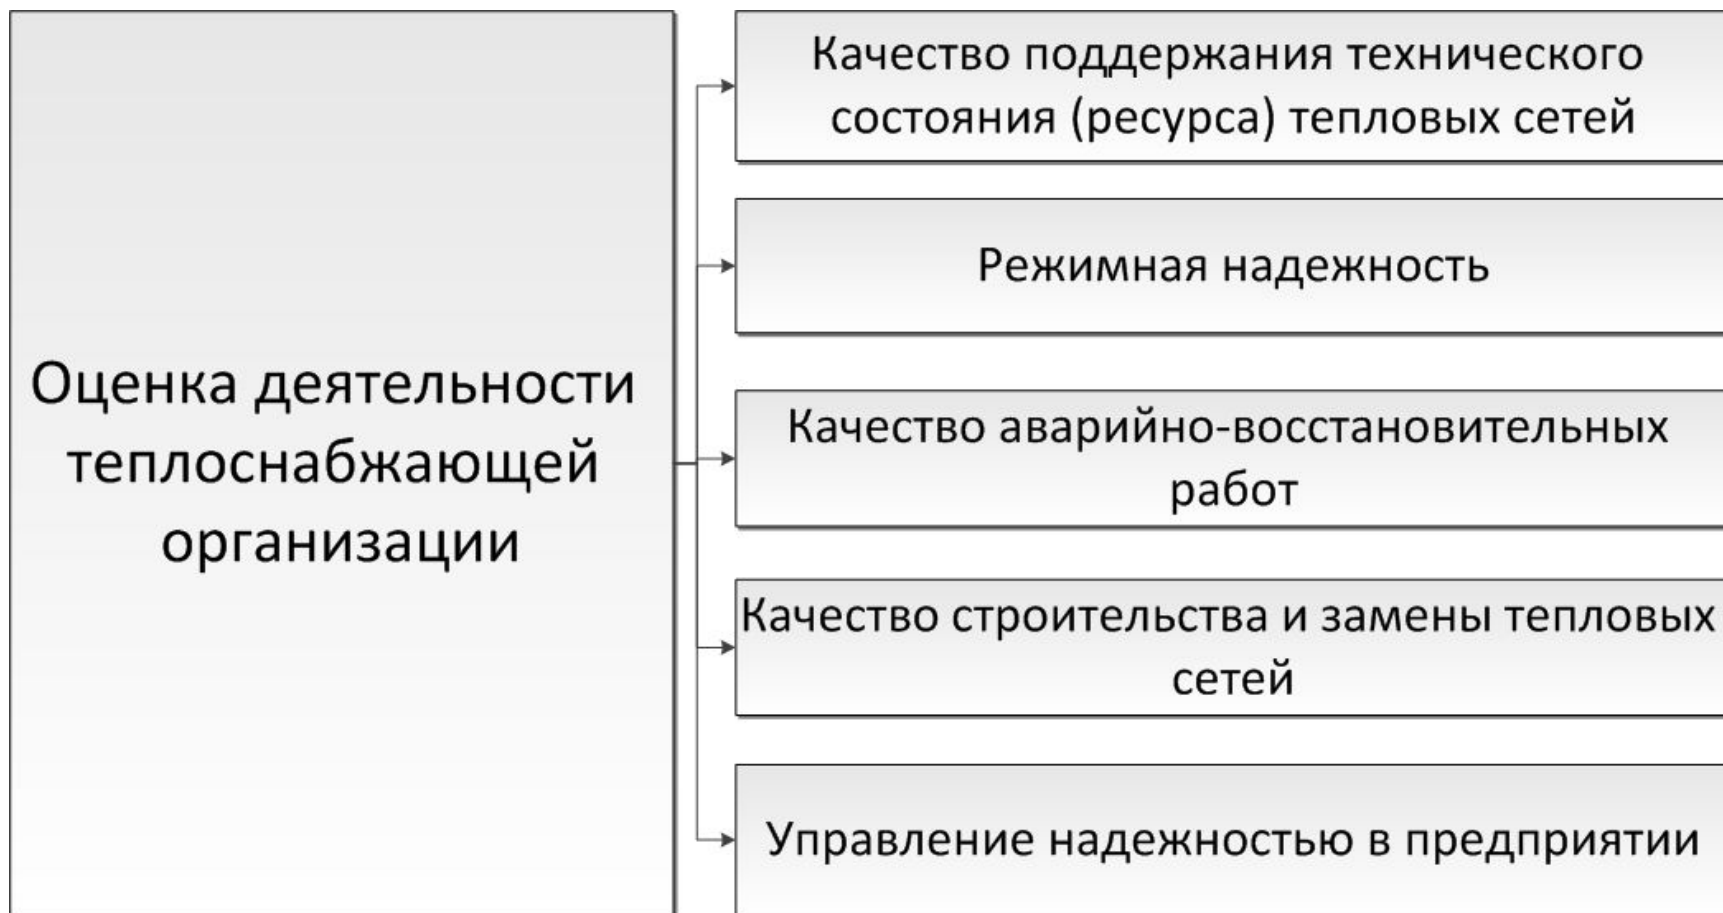 Оценка деятельности
теплоснабжающей
организации
Качество поддержания технического
состояния (ресурса) тепловых сетей
Режимная надежность
Качество аварийно-восстановительных
работ
Качество строительства и замены тепловых
сетей
Управление надежностью в предприятии